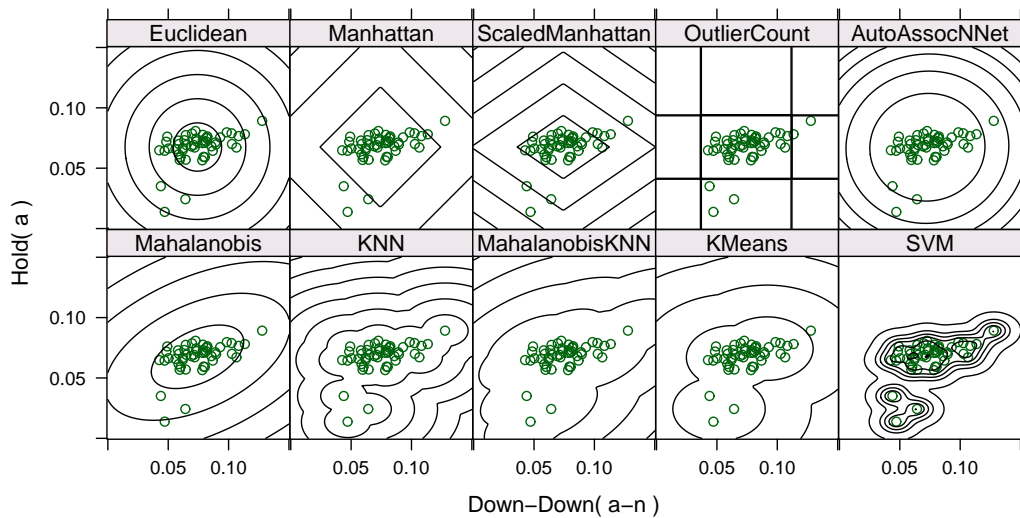 Euclidean Manhattan ScaledManhattan OutlierCount AutoAssocNNet
0.10
0.05
Mahalanobis KNN MahalanobisKNN KMeans SVM
0.10
0.05
Hold( a )
0.05 0.10 0.05 0.10 0.05 0.10 0.05 0.10 0.05 0.10
Down−Down( a−n )